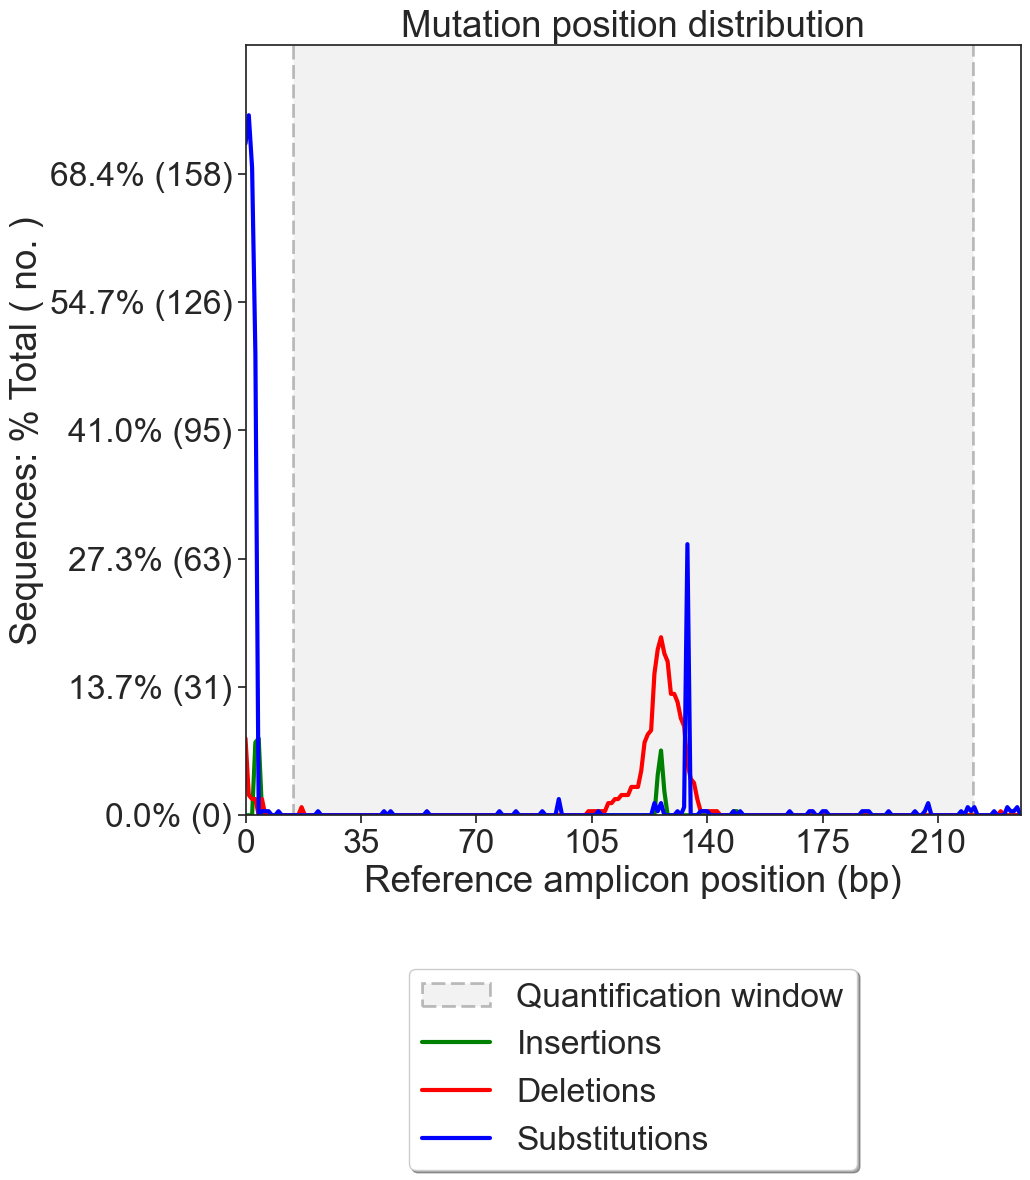 Mutation position distribution
Sequences: % Total ( no. )
68.4% (158)
54.7% (126)
41.0% (95)
27.3% (63)
13.7% (31)
0.0% (0)
0 35 70 105 140 175 210
Reference amplicon position (bp)
Quantification window
Insertions
Deletions
Substitutions